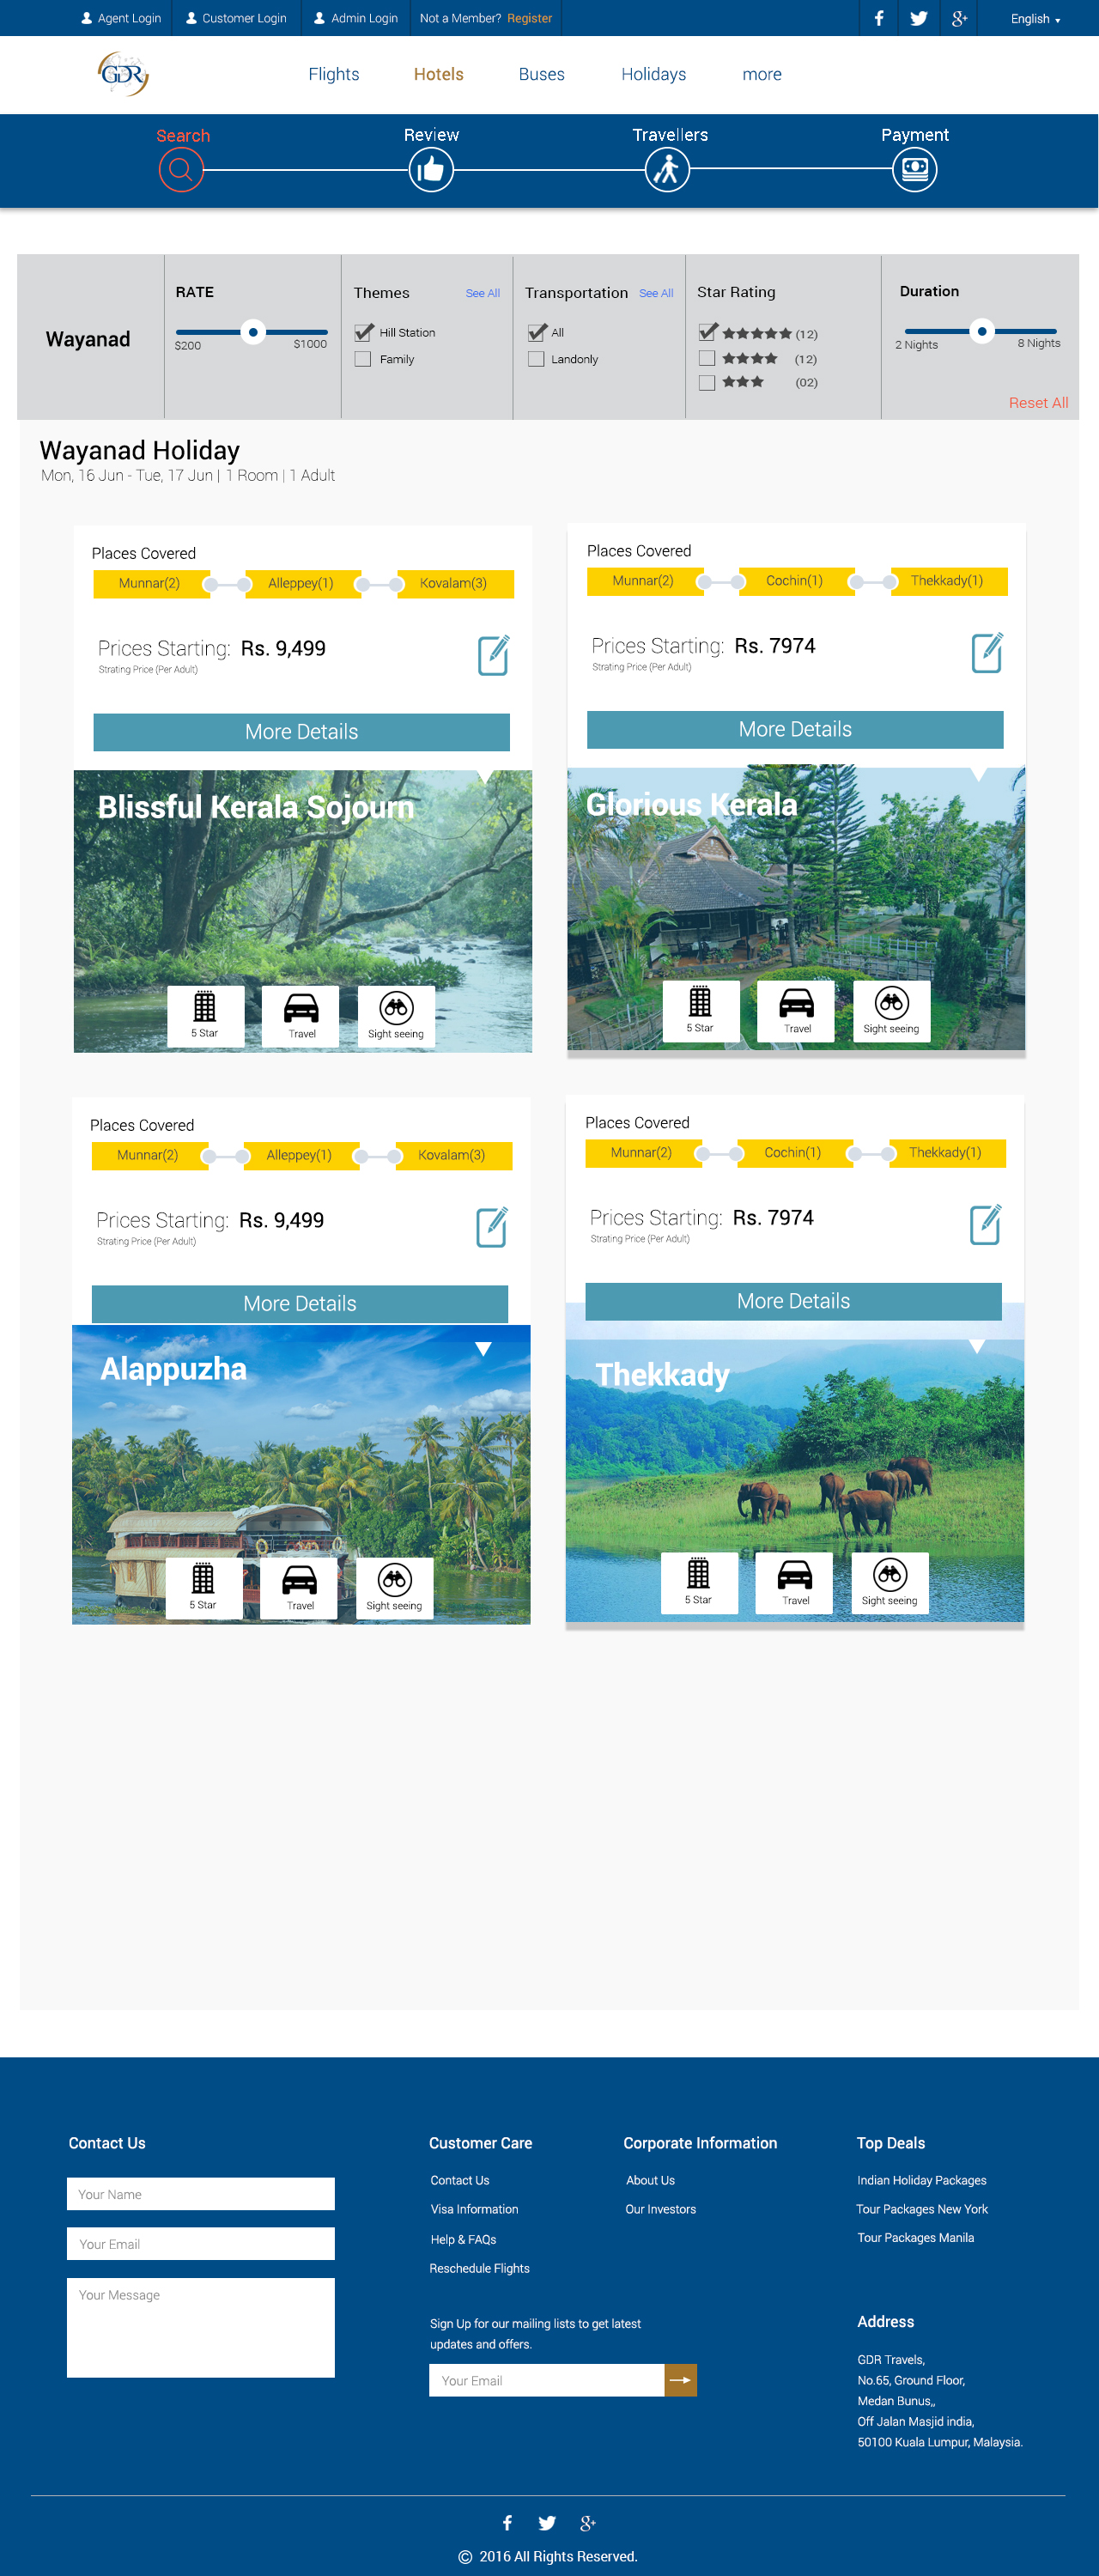 Agent Login Customer Login Admin Login Not a Member? Register English
GDR Flights Hotels Buses Holidays more
Search Review Travellers Payment
Wayanad
RATE
$200 $1000
Themes See All
Hill Station
Family
Transportation See All
All
Landonly
Star Rating
(12)
(12)
(02)
Duration
2 Nights 8 Nights
Reset All
Wayanad Holiday
Mon, 16 Jun - Tue, 17 Jun | 1 Room | 1 Adult
Places Covered
Munnar(2) Alleppey(1) Kovalam(3)
Prices Starting: Rs. 9,499
Strating Price (Per Adult)
More Details
Blissful Kerala Sojourn
5 Star Travel Sight seeing
Places Covered
Munnar(2) Cochin(1) Thekkady(1)
Prices Starting: Rs. 7974
Strating Price (Per Adult)
More Details
Glorious Kerala
5 Star Travel Sight seeing
Places Covered
Munnar(2) Alleppey(1) Kovalam(3)
Prices Starting: Rs. 9,499
Strating Price (Per Adult)
More Details
Alappuzha
5 Star Travel Sight seeing
Places Covered
Munnar(2) Cochin(1) Thekkady(1)
Prices Starting: Rs. 7974
Strating Price (Per Adult)
More Details
Thekkady
5 Star Travel Sight seeing
Contact Us
Your Name
Your Email
Your Message
Customer Care
Contact Us
Visa Information
Help & FAQs
Reschedule Flights
Sign Up for our mailing lists to get latest
updates and offers.
Your Email
Corporate Information
About Us
Our Investors
Top Deals
Indian Holiday Packages
Tour Packages New York
Tour Packages Manila
Address
GDR Travels,
No.65, Ground Floor,
Medan Bunus,,
Off Jalan Masjid india,
50100 Kuala Lumpur, Malaysia.
© 2016 All Rights Reserved.